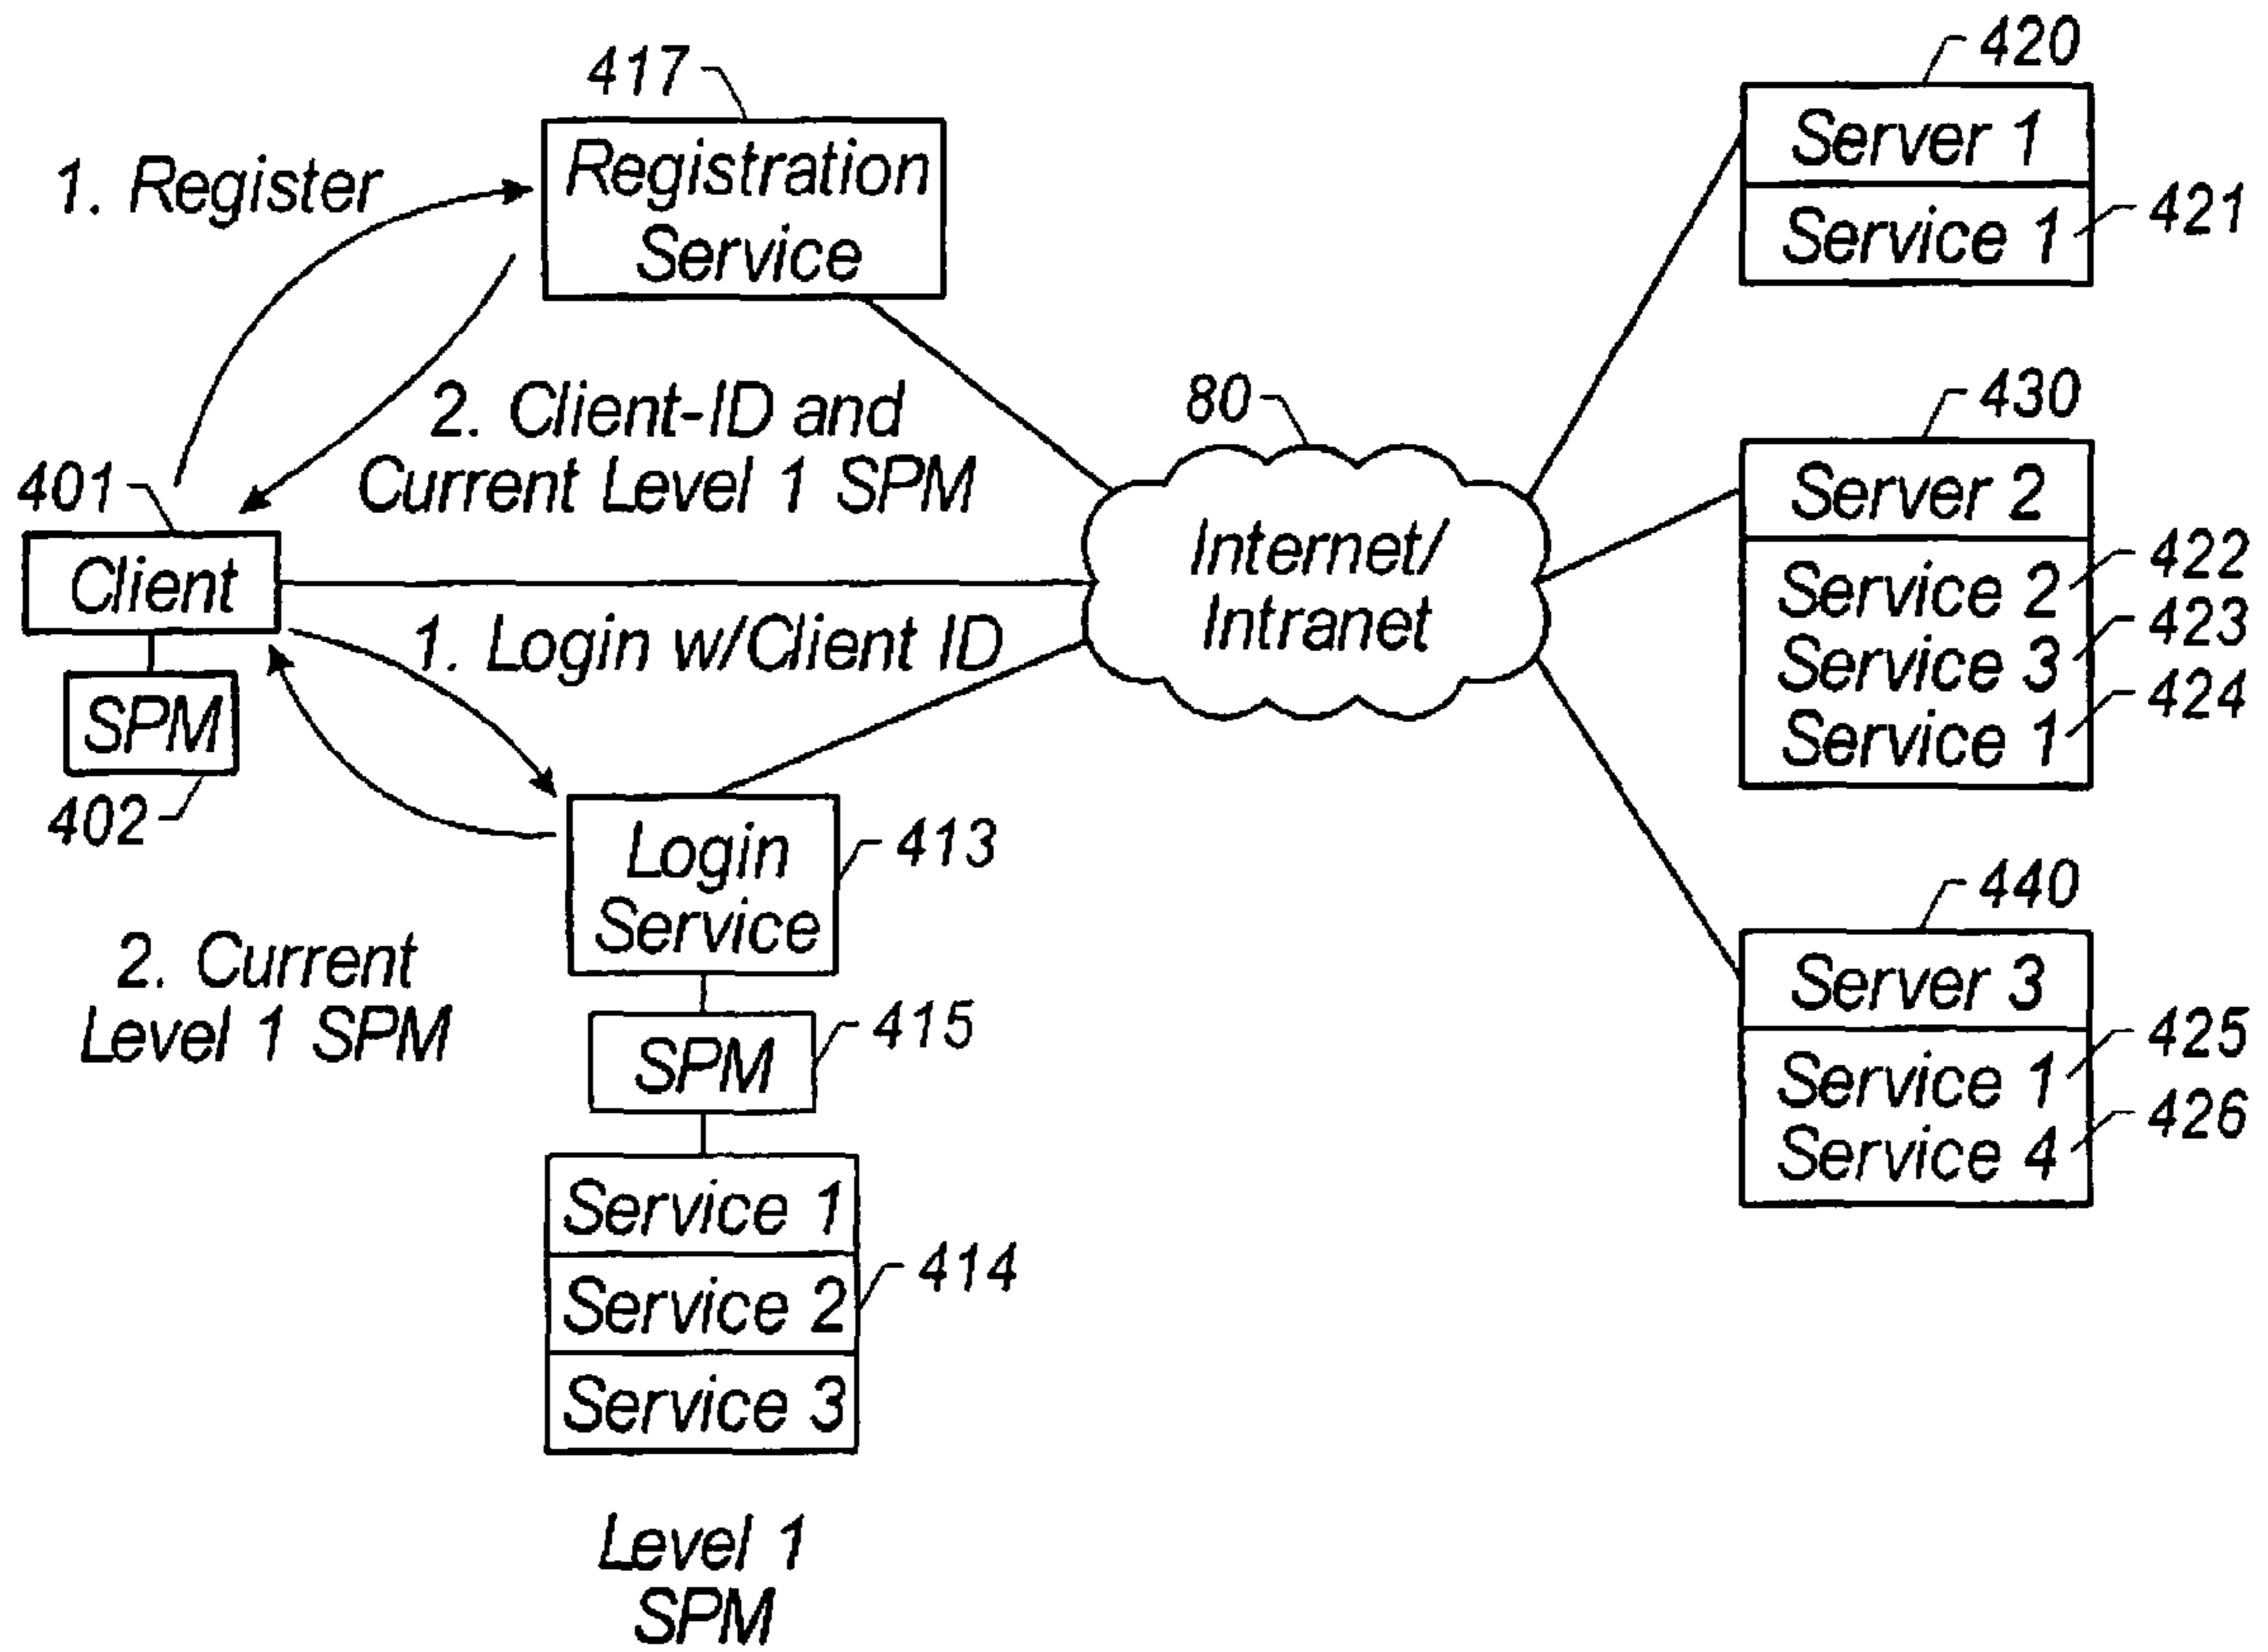 417
420
1. Register
Registration
Service
Server 1
Service 1
421
2. Client-ID and
Current Level 1 SPM
80
430
401
Client
Internet/
Intranet
Server 2
Service 2
422
Service 3
423
Service 1
424
1. Login w/Client ID
SPM
402
Login
Service
413
440
2. Current
Level 1 SPM
Server 3
Service 1
425
Service 4
426
SPM
415
Service 1
Service 2
414
Service 3
Level 1
SPM